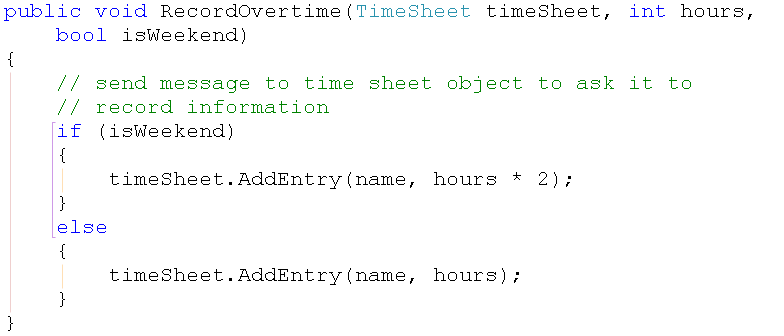 public void RecordOvertime(TimeSheet timeSheet, int hours,
    bool isWeekend)
{
    // send message to time sheet object to ask it to
    // record information
    if (isWeekend)
    {
        timeSheet.AddEntry(name, hours * 2);
    }
    else
    {
        timeSheet.AddEntry(name, hours);
    }
}